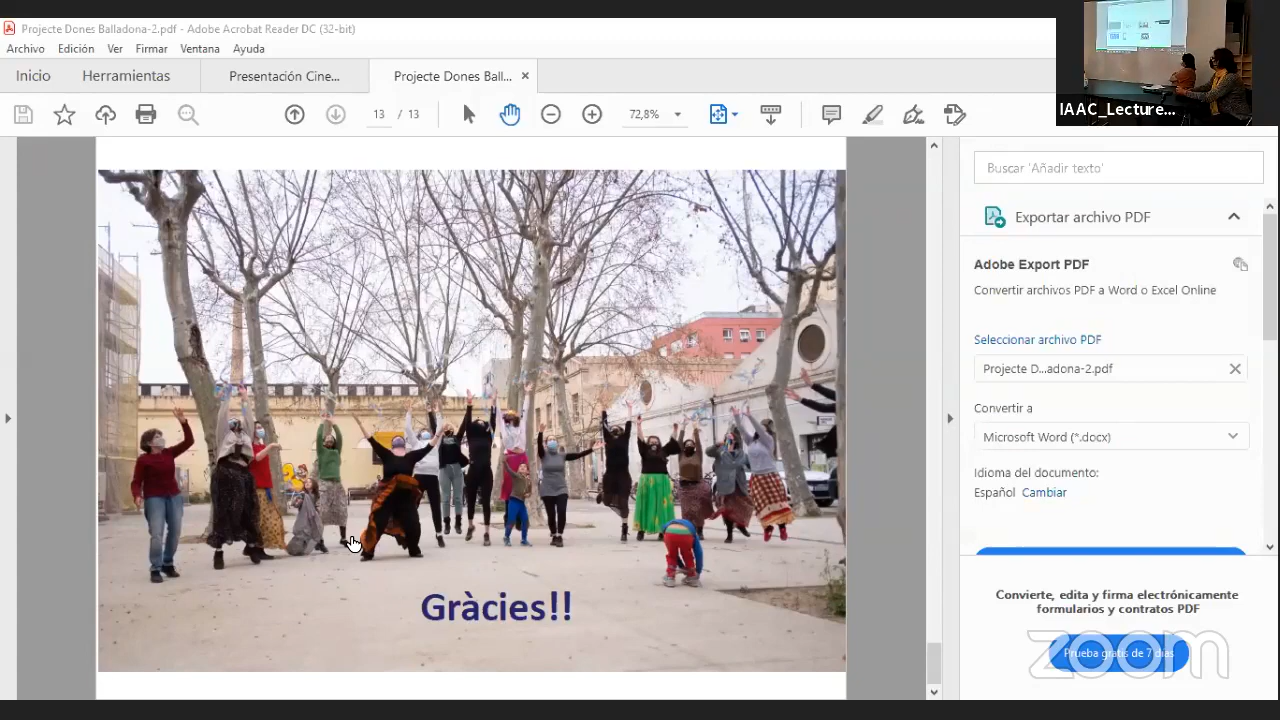 Projecte Dones Balladona-2.pdf - Adobe Acrobat Reader DC (32-bit)
Archivo Edición Ver Firmar Ventana Ayuda
Inicio Herramientas Presentación Cine... Projecte Dones Ball... ×
13 / 13 72,8%
IAAC_Lecture...
Buscar 'Añadir texto'
Exportar archivo PDF
Adobe Export PDF
Convertir archivos PDF a Word o Excel Online
Seleccionar archivo PDF
Projecte D...adona-2.pdf
Convertir a
Microsoft Word (*.docx)
Idioma del documento:
Español Cambiar
Gràcies!!
Convierte, edita y firma electrónicamente
formularios y contratos PDF
Prueba gratis de 7 días
zoom